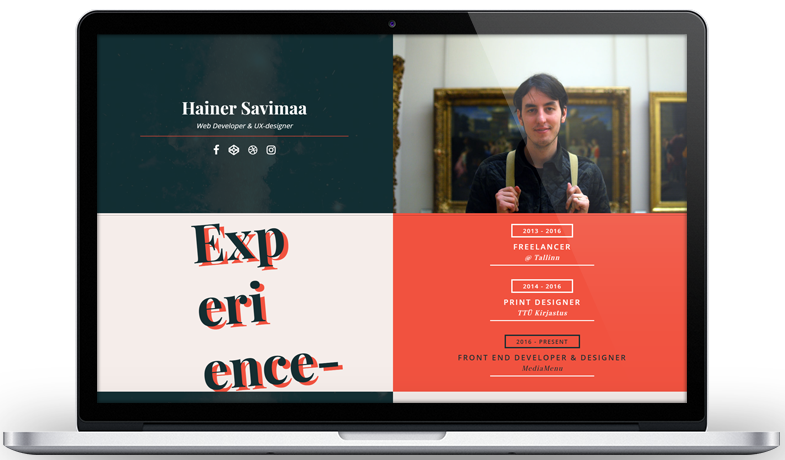 Hainer Savimaa
Web Developer & UX-designer
Exp
eri
ence-
2013 - 2016
FREELANCER
@ Tallinn
2014 - 2016
PRINT DESIGNER
TTÜ Kirjastus
2016 - PRESENT
FRONT END DEVELOPER & DESIGNER
MediaMenu